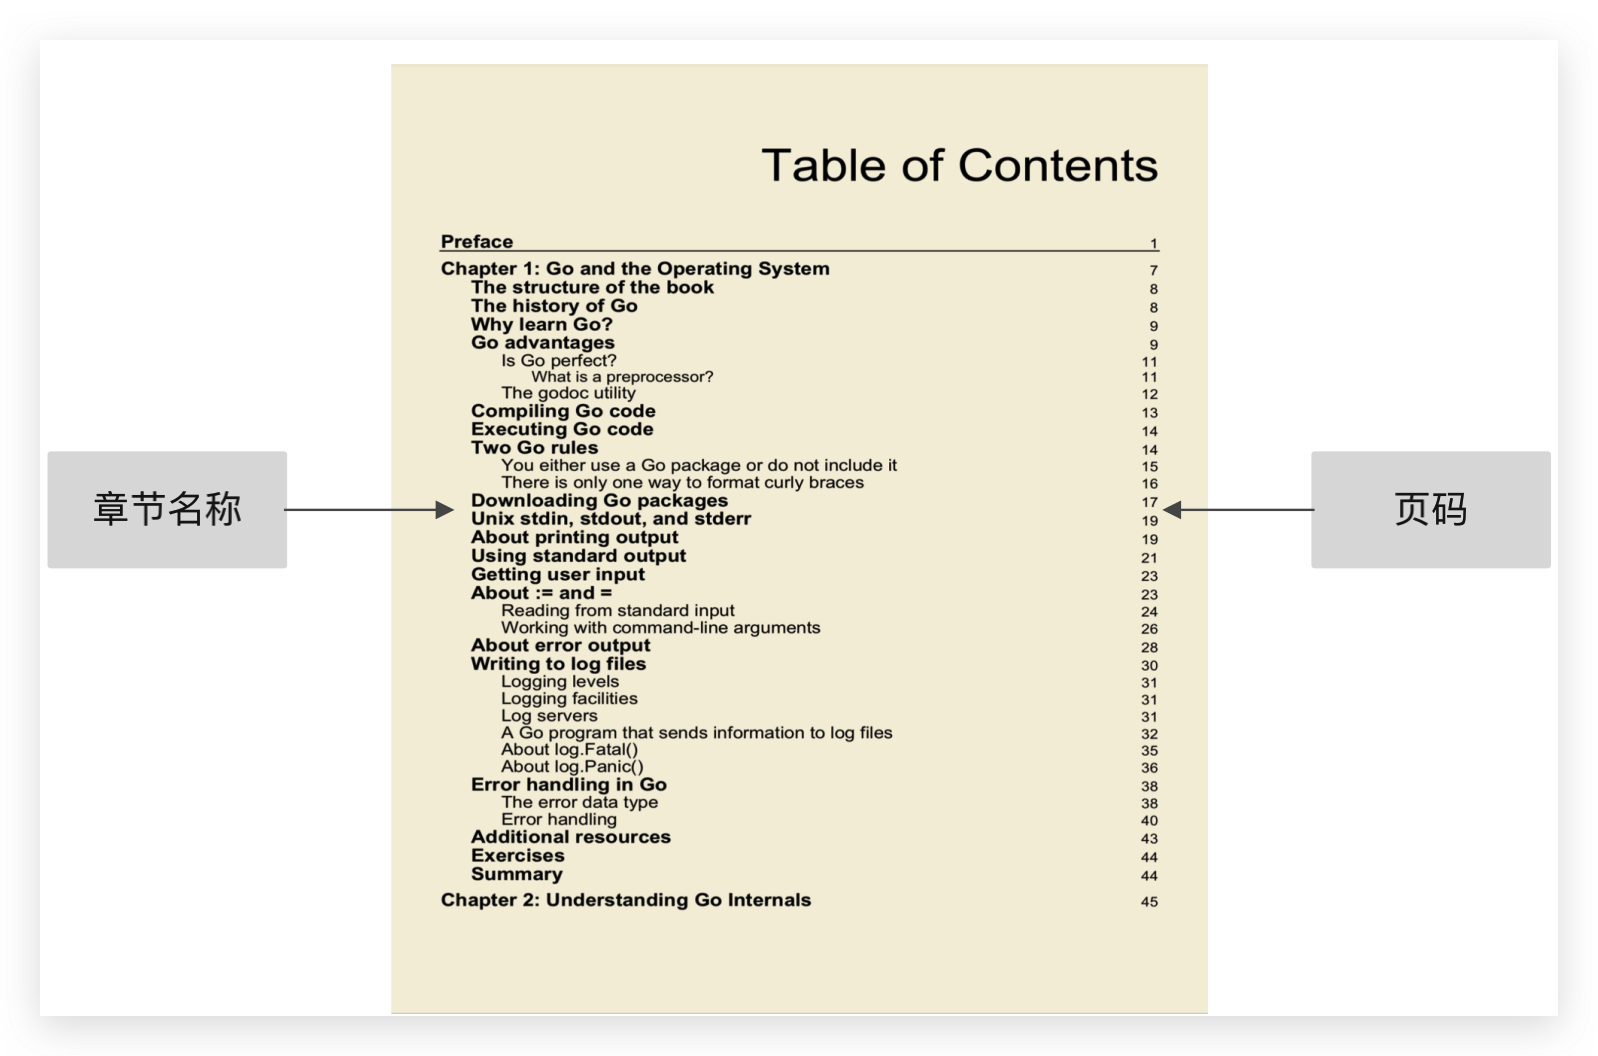 Table of Contents
Preface 1
Chapter 1: Go and the Operating System 7
The structure of the book 8
The history of Go 8
Why learn Go? 9
Go advantages 9
Is Go perfect? 11
What is a preprocessor? 11
The godoc utility 12
Compiling Go code 13
Executing Go code 14
Two Go rules 14
You either use a Go package or do not include it 15
There is only one way to format curly braces 16
章节名称
Downloading Go packages 17
页码
Unix stdin, stdout, and stderr 19
About printing output 19
Using standard output 21
Getting user input 23
About := and = 23
Reading from standard input 24
Working with command-line arguments 26
About error output 28
Writing to log files 30
Logging levels 31
Logging facilities 31
Log servers 31
A Go program that sends information to log files 32
About log.Fatal() 35
About log.Panic() 36
Error handling in Go 38
The error data type 38
Error handling 40
Additional resources 43
Exercises 44
Summary 44
Chapter 2: Understanding Go Internals 45